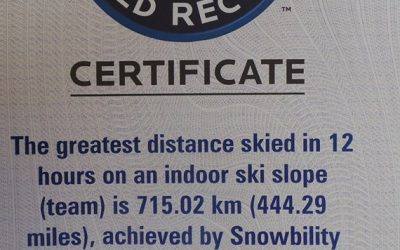 ED REC
™
CERTIFICATE
The greatest distance skied in 12
hours on an indoor ski slope
(team) is 715.02 km (444.29
miles), achieved by Snowbility